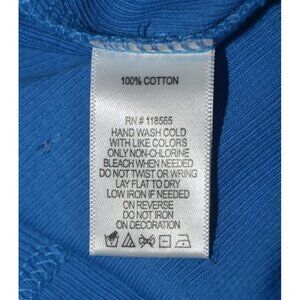 100% COTTON
RN # 118565
HAND WASH COLD
WITH LIKE COLORS
ONLY NON-CHLORINE
BLEACH WHEN NEEDED
DO NOT TWIST OR WRING
LAY FLAT TO DRY
LOW IRON IF NEEDED
ON REVERSE
DO NOT IRON
ON DECORATION